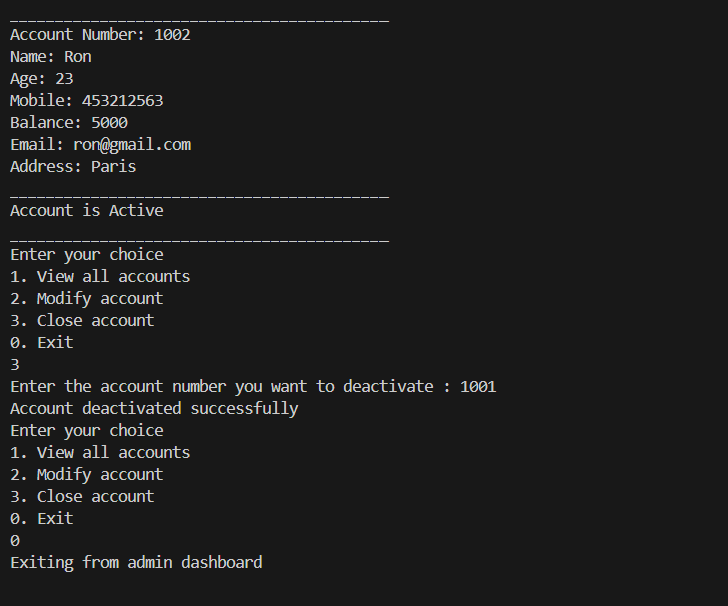 __________________________________________
Account Number: 1002
Name: Ron
Age: 23
Mobile: 453212563
Balance: 5000
Email: ron@gmail.com
Address: Paris
__________________________________________
Account is Active
__________________________________________
Enter your choice
1. View all accounts
2. Modify account
3. Close account
0. Exit
3
Enter the account number you want to deactivate : 1001
Account deactivated successfully
Enter your choice
1. View all accounts
2. Modify account
3. Close account
0. Exit
0
Exiting from admin dashboard